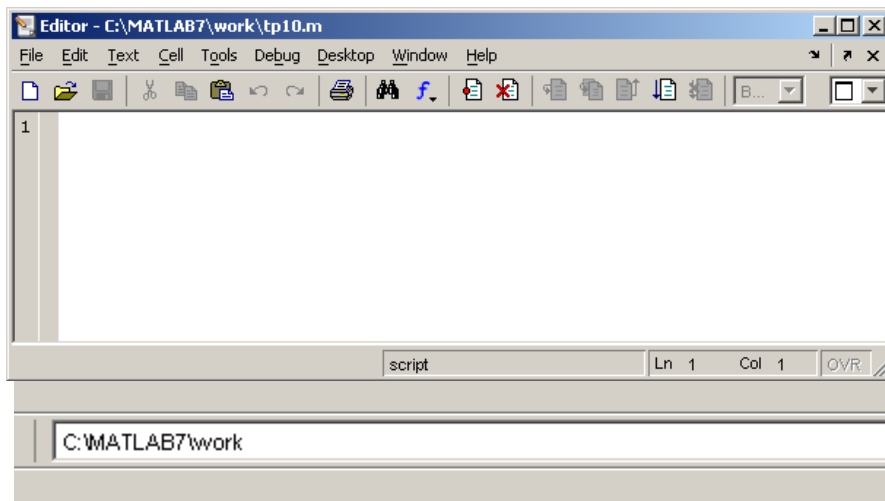 Editor - C:\MATLAB7\work\tp10.m
File Edit Text Cell Tools Debug Desktop Window Help
B...
1
script Ln 1 Col 1 OVR
C:\MATLAB7\work